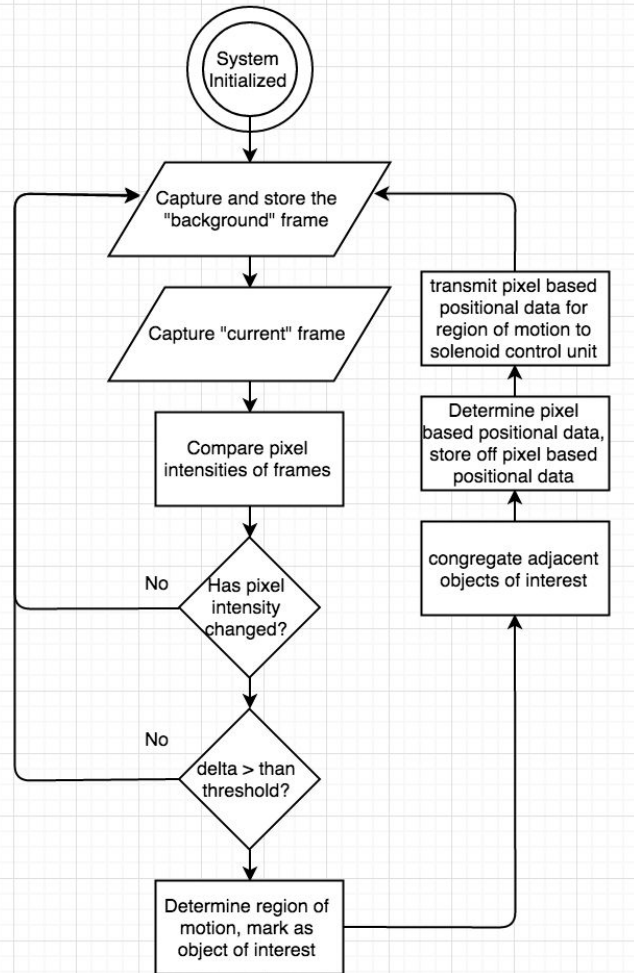 System
Initialized
Capture and store the
"background" frame
Capture "current" frame
Compare pixel
intensities of frames
No
Has pixel
intensity
changed?
No
delta > than
threshold?
Determine region of
motion, mark as
object of interest
congregate adjacent
objects of interest
Determine pixel
based positional data,
store off pixel based
positional data
transmit pixel based
positional data for
region of motion to
solenoid control unit